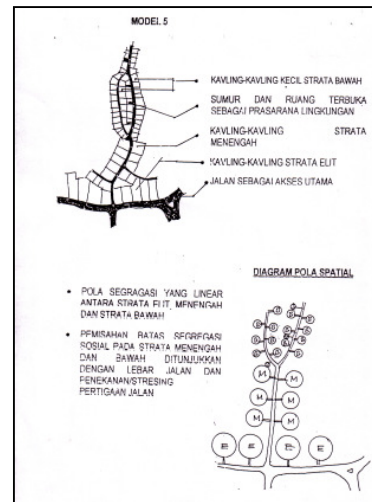 MODEL 5
KAVLING-KAVLING KECIL STRATA BAWAH
SUMUR DAN RUANG TERBUKA
SEBAGAI PRASARANA LINGKUNGAN
KAVLING-KAVLING STRATA
MENENGAH
KAVLING-KAVLING STRATA ELIT
JALAN SEBAGAI AKSES UTAMA
• POLA SEGRAGASI YANG LINEAR
ANTARA STRATA ELIT, MENENGAH
DAN STRATA BAWAH
• PEMISAHAN BATAS SEGREGASI
SOSIAL PADA STRATA MENENGAH
DAN BAWAH DITUNJUKKAN
DENGAN LEBAR JALAN DAN
PENEKANAN/STRESING
PERTIGAAN JALAN
DIAGRAM POLA SPATIAL
M M
M M
M M
E E E E